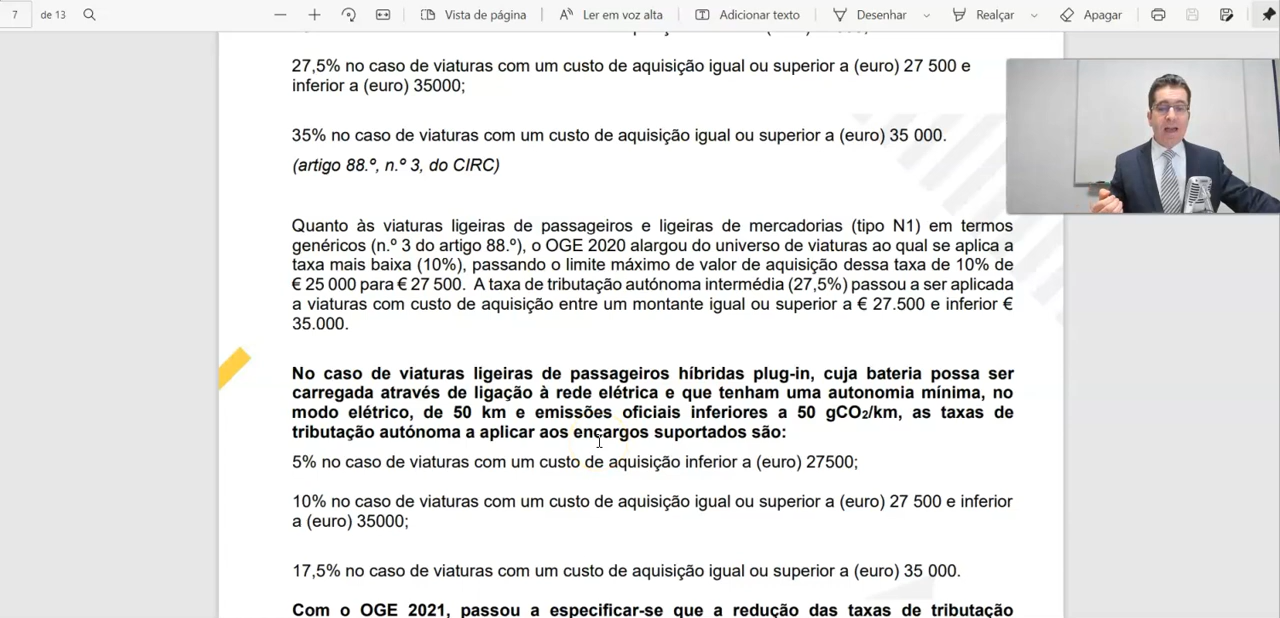 7 de 13 Vista de página Ler em voz alta Adicionar texto Desenhar Realçar Apagar
27,5% no caso de viaturas com um custo de aquisição igual ou superior a (euro) 27 500 e
inferior a (euro) 35000;
35% no caso de viaturas com um custo de aquisição igual ou superior a (euro) 35 000.
(artigo 88.º, n.º 3, do CIRC)
Quanto às viaturas ligeiras de passageiros e ligeiras de mercadorias (tipo N1) em termos
genéricos (n.º 3 do artigo 88.º), o OGE 2020 alargou do universo de viaturas ao qual se aplica a
taxa mais baixa (10%), passando o limite máximo de valor de aquisição dessa taxa de 10% de
€ 25 000 para € 27 500. A taxa de tributação autónoma intermédia (27,5%) passou a ser aplicada
a viaturas com custo de aquisição entre um montante igual ou superior a € 27.500 e inferior €
35.000.
No caso de viaturas ligeiras de passageiros híbridas plug-in, cuja bateria possa ser
carregada através de ligação à rede elétrica e que tenham uma autonomia mínima, no
modo elétrico, de 50 km e emissões oficiais inferiores a 50 gCO₂/km, as taxas de
tributação autónoma a aplicar aos encargos suportados são:
5% no caso de viaturas com um custo de aquisição inferior a (euro) 27500;
10% no caso de viaturas com um custo de aquisição igual ou superior a (euro) 27 500 e inferior
a (euro) 35000;
17,5% no caso de viaturas com um custo de aquisição igual ou superior a (euro) 35 000.
Com o OGE 2021, passou a especificar-se que a redução das taxas de tributação